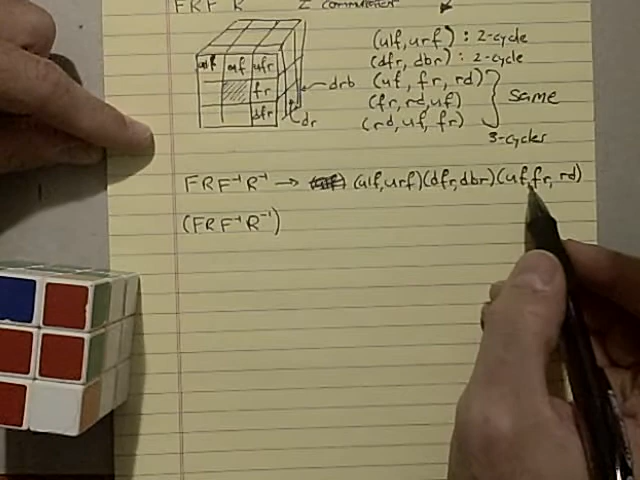 FRF R Z commutator
(ulf, urf) : 2-cycle
(dfr, dbr) : 2-cycle
(uf, fr, rd)
(fr, rd, uf) same
(rd, uf, fr)
3-cycles
ulf uf ufr
fr
dfr
drb
dr
FRF⁻¹R⁻¹ → (ulf, urf)(dfr, dbr)(uf, fr, rd)
(FRF⁻¹R⁻¹)